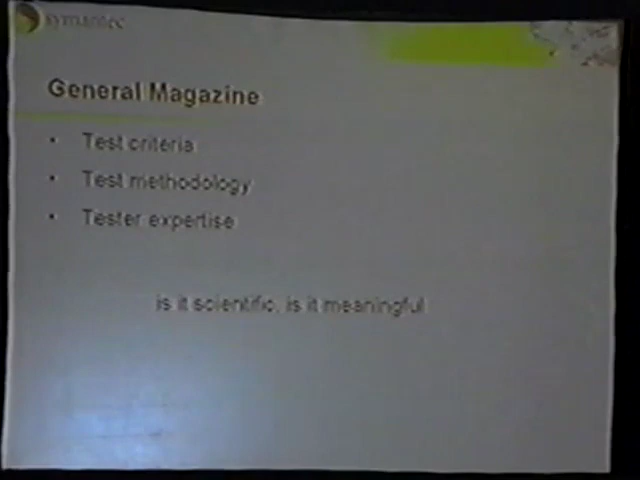 symantec
General Magazine
• Test criteria
• Test methodology
• Tester expertise
is it scientific, is it meaningful